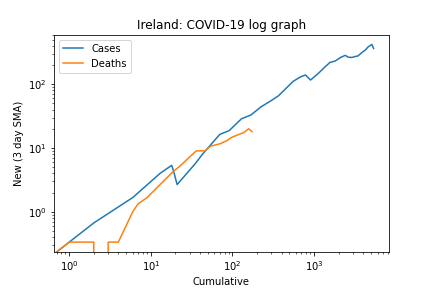 Ireland: COVID-19 log graph
Cases
Deaths
New (3 day SMA)
10²
10¹
10⁰
10⁰ 10¹ 10² 10³
Cumulative